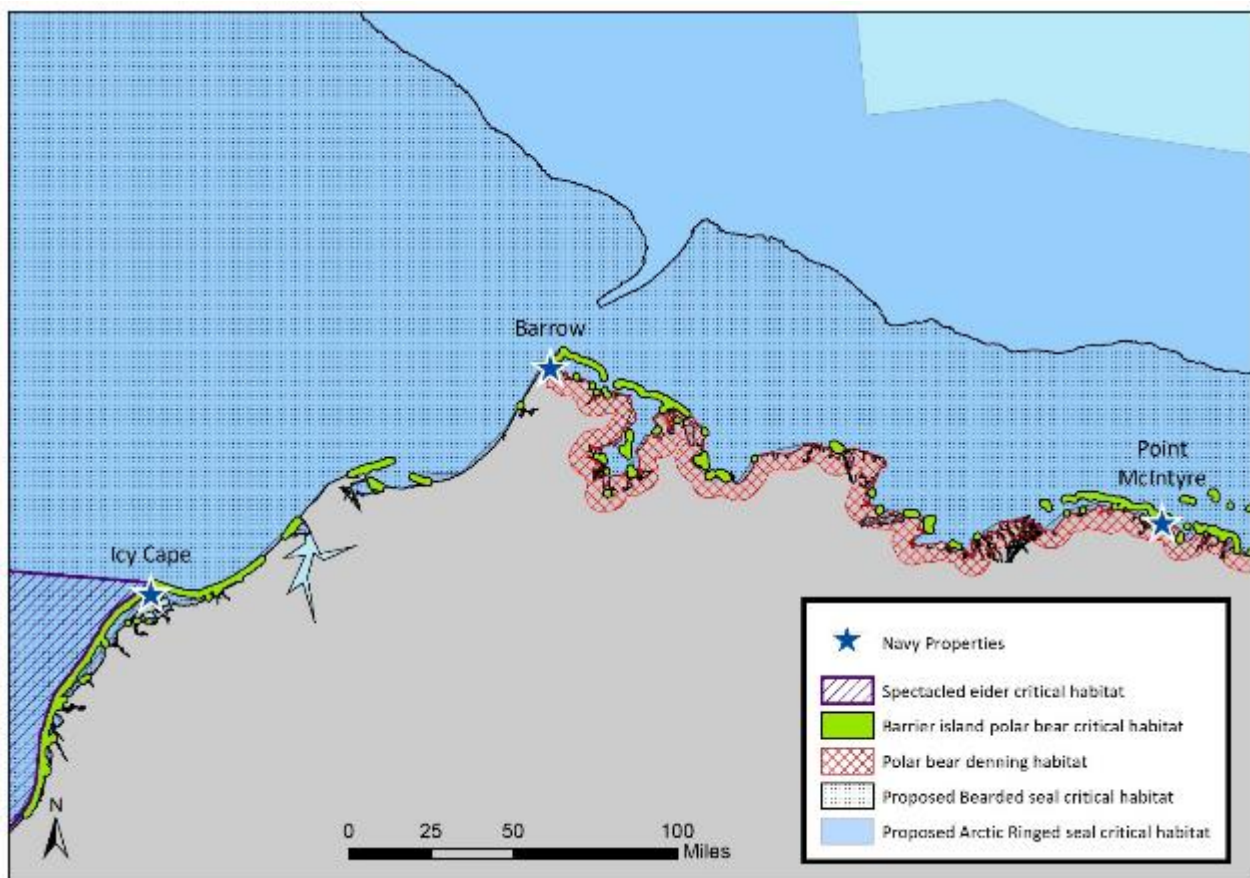 Barrow
Point
McIntyre
Icy Cape
Navy Properties
Spectacled eider critical habitat
Barrier island polar bear critical habitat
Polar bear denning habitat
Proposed Bearded seal critical habitat
Proposed Arctic Ringed seal critical habitat
N
0 25 50 100
Miles